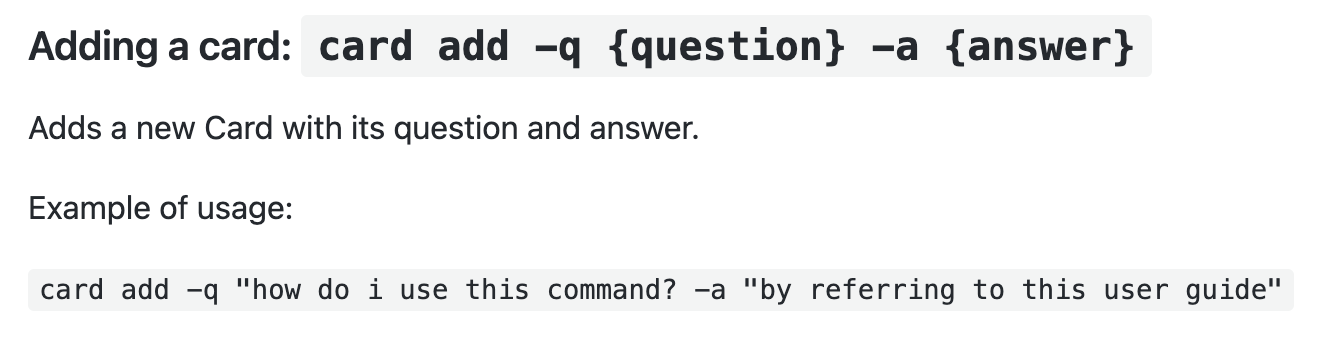 Adding a card: card add -q {question} -a {answer}
Adds a new Card with its question and answer.
Example of usage:
card add -q "how do i use this command? -a "by referring to this user guide"